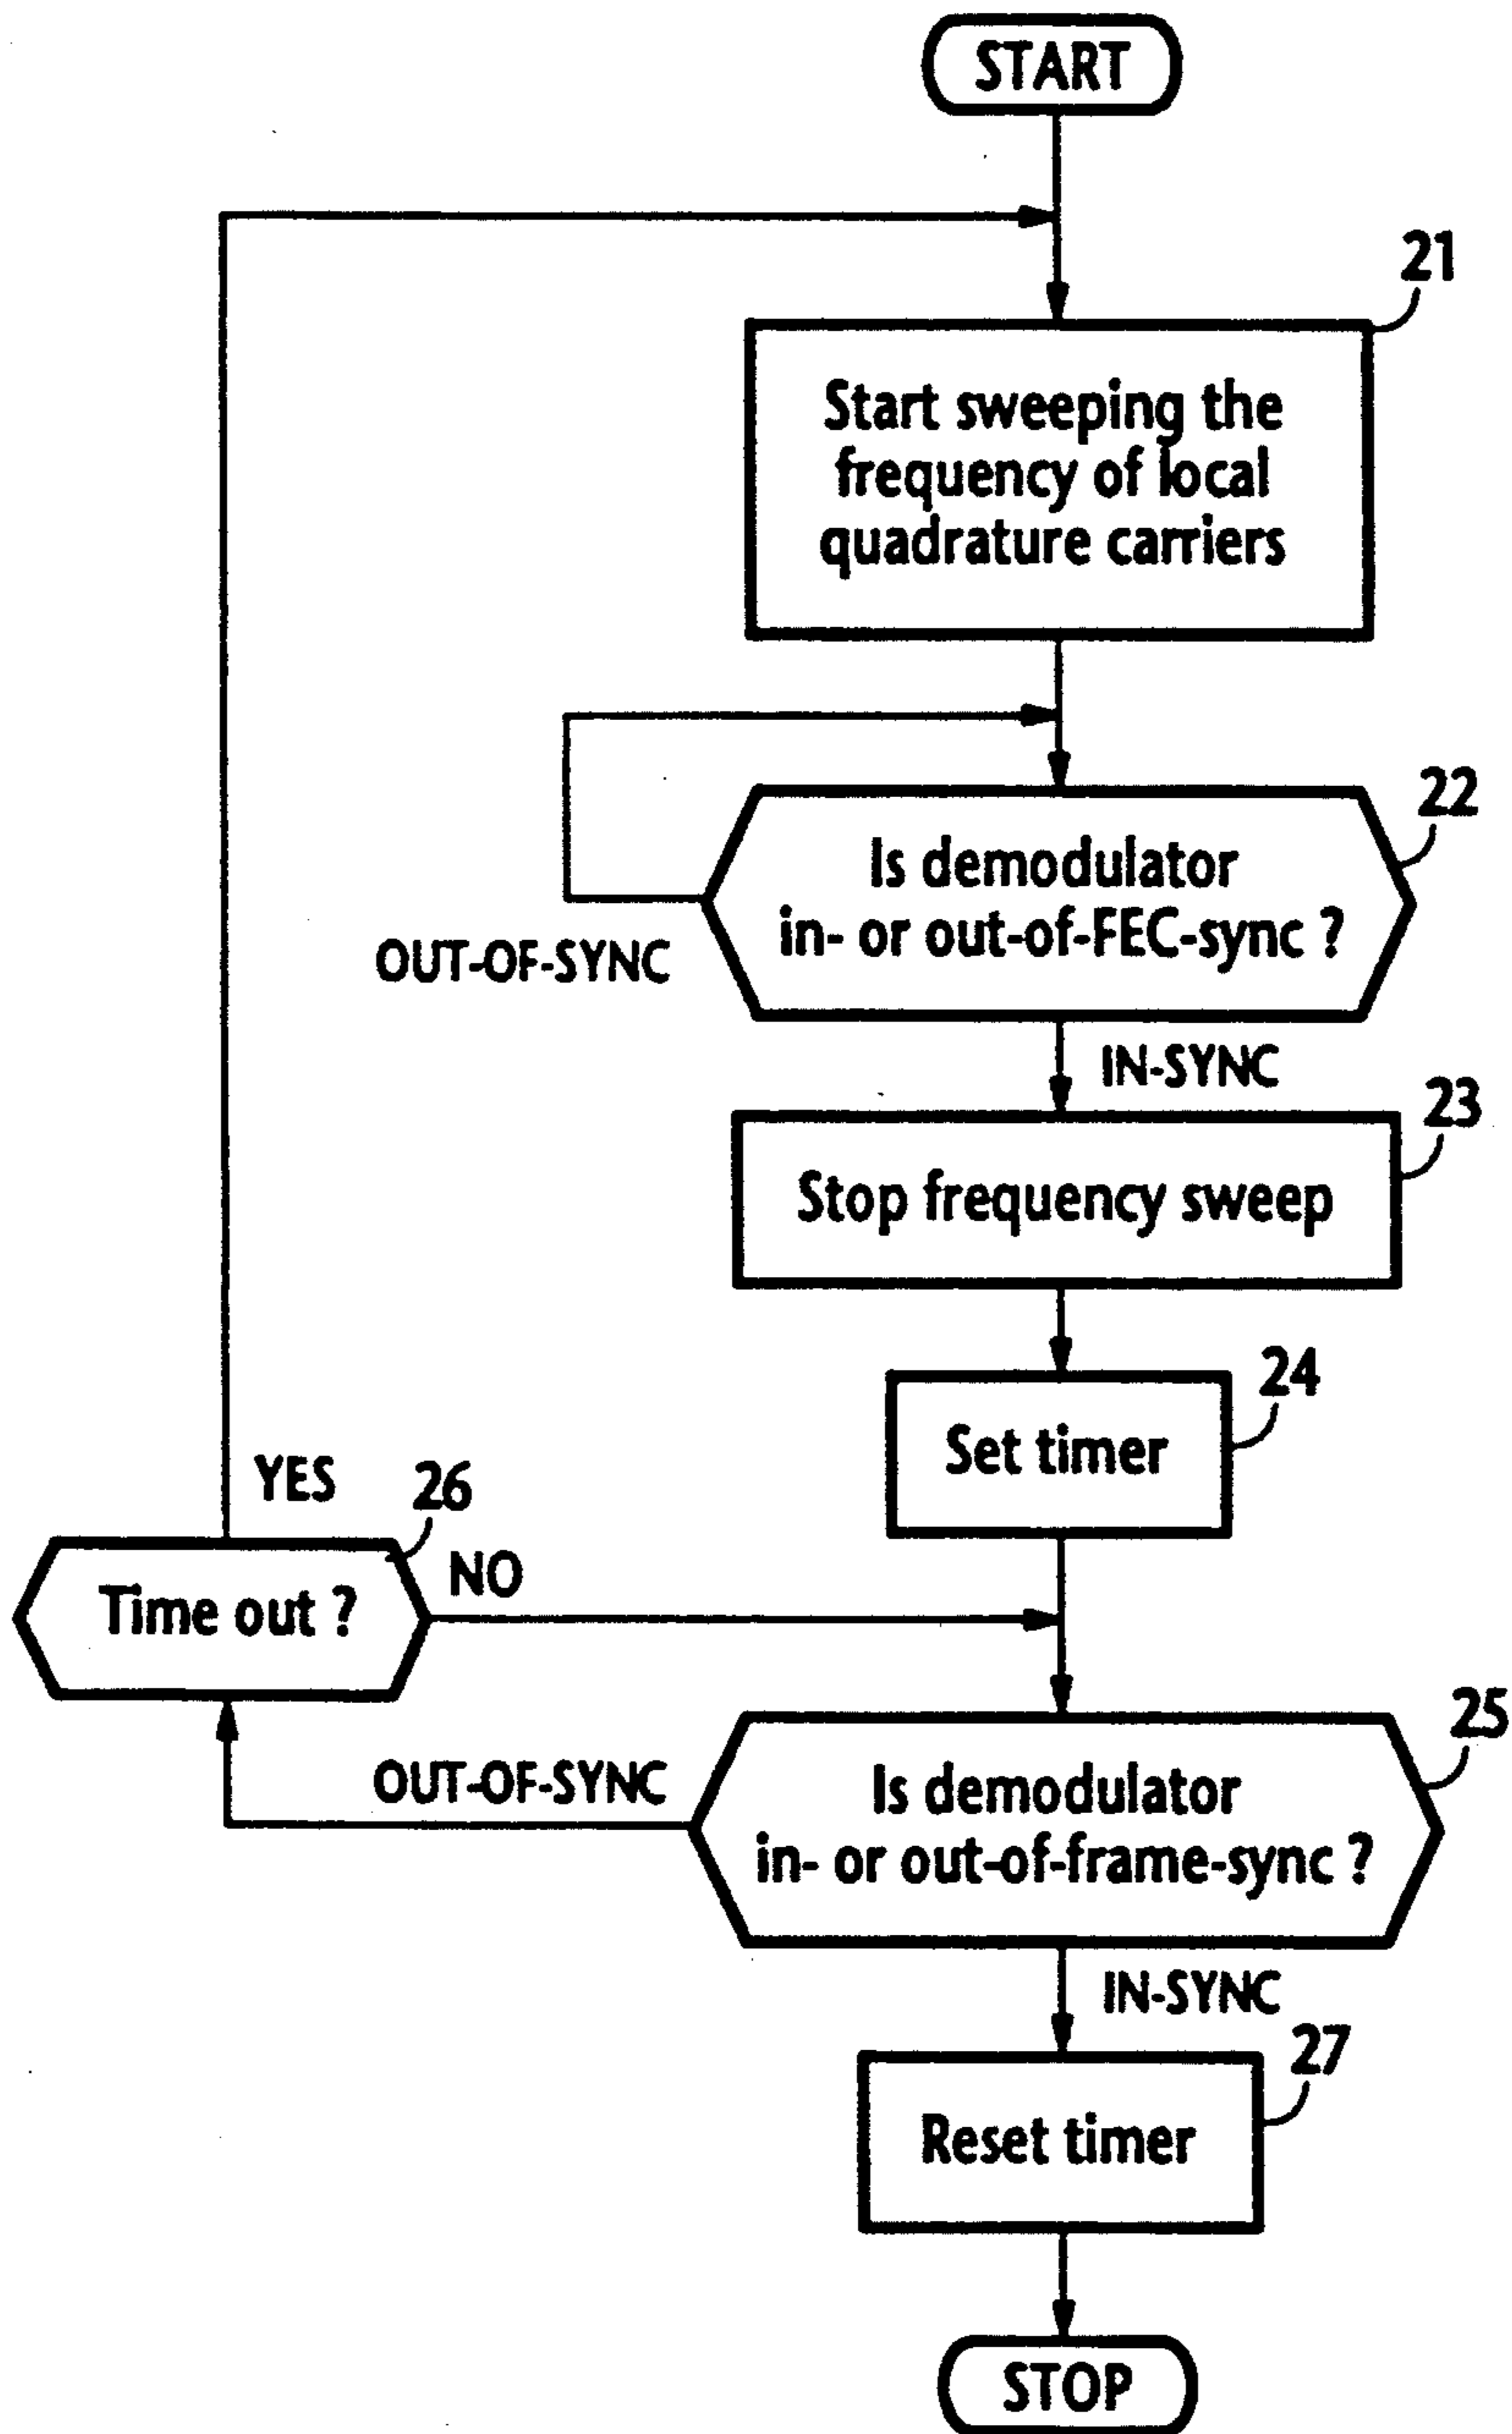 START
21
Start sweeping the
frequency of local
quadrature carriers
22
Is demodulator
in- or out-of-FEC-sync ?
OUT-OF-SYNC
IN-SYNC
23
Stop frequency sweep
24
Set timer
YES
26
NO
Time out ?
25
OUT-OF-SYNC
Is demodulator
in- or out-of-frame-sync ?
IN-SYNC
27
Reset timer
STOP